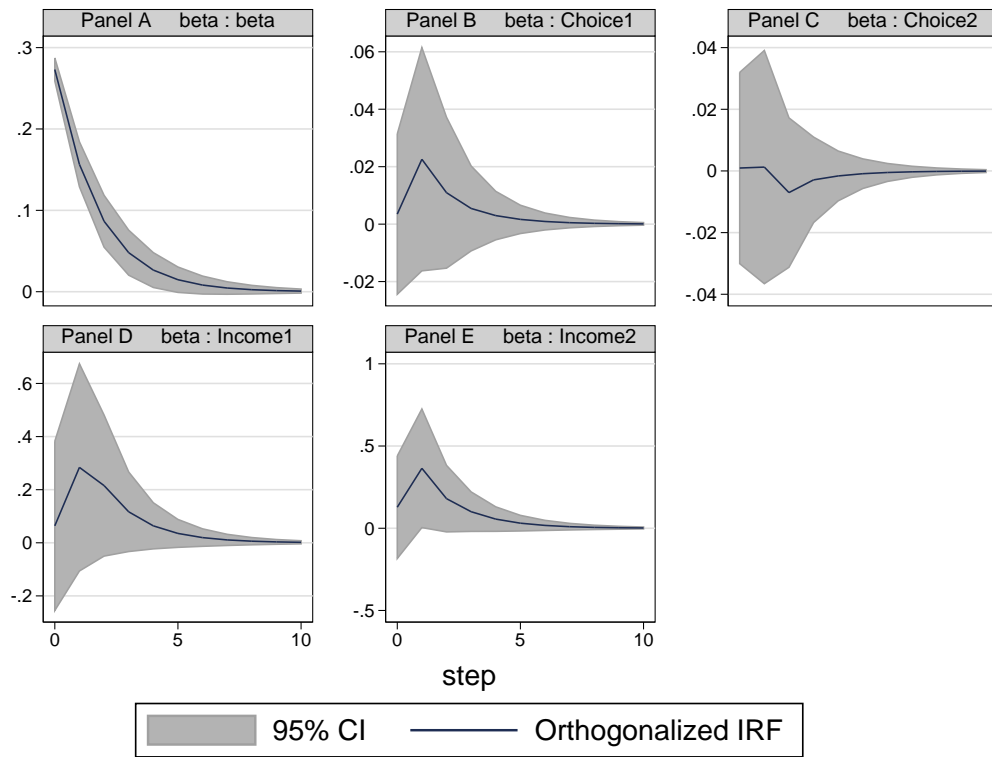 Panel A beta : beta
.3
.2
.1
0
Panel B beta : Choice1
.06
.04
.02
0
-.02
Panel C beta : Choice2
.04
.02
0
-.02
-.04
Panel D beta : Income1
.6
.4
.2
0
-.2
0 5 10
Panel E beta : Income2
1
.5
0
-.5
0 5 10
step
95% CI Orthogonalized IRF